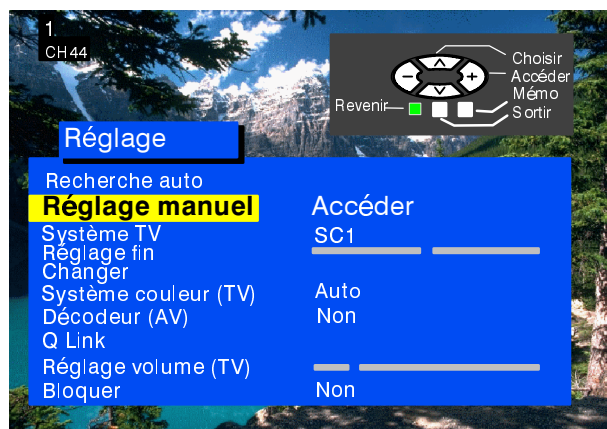 1.
CH44
Choisir
Accéder
Mémo
Revenir
Sortir
Réglage
Recherche auto
Réglage manuel Accéder
Système TV SC1
Réglage fin
Changer
Système couleur (TV) Auto
Décodeur (AV) Non
Q Link
Réglage volume (TV)
Bloquer Non